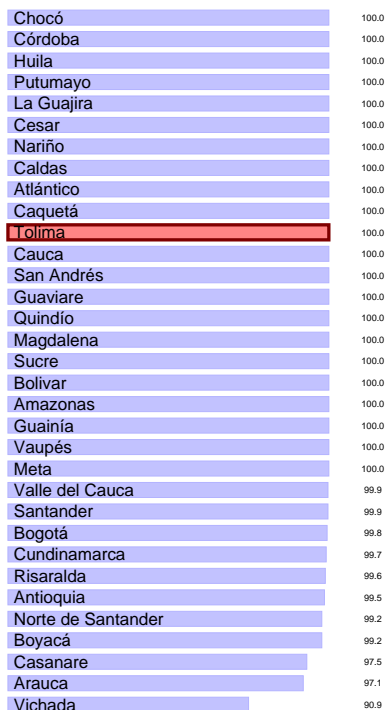 Chocó 100.0
Córdoba 100.0
Huila 100.0
Putumayo 100.0
La Guajira 100.0
Cesar 100.0
Nariño 100.0
Caldas 100.0
Atlántico 100.0
Caquetá 100.0
Tolima 100.0
Cauca 100.0
San Andrés 100.0
Guaviare 100.0
Quindío 100.0
Magdalena 100.0
Sucre 100.0
Bolivar 100.0
Amazonas 100.0
Guainía 100.0
Vaupés 100.0
Meta 100.0
Valle del Cauca 99.9
Santander 99.9
Bogotá 99.8
Cundinamarca 99.7
Risaralda 99.6
Antioquia 99.5
Norte de Santander 99.2
Boyacá 99.2
Casanare 97.5
Arauca 97.1
Vichada 90.9